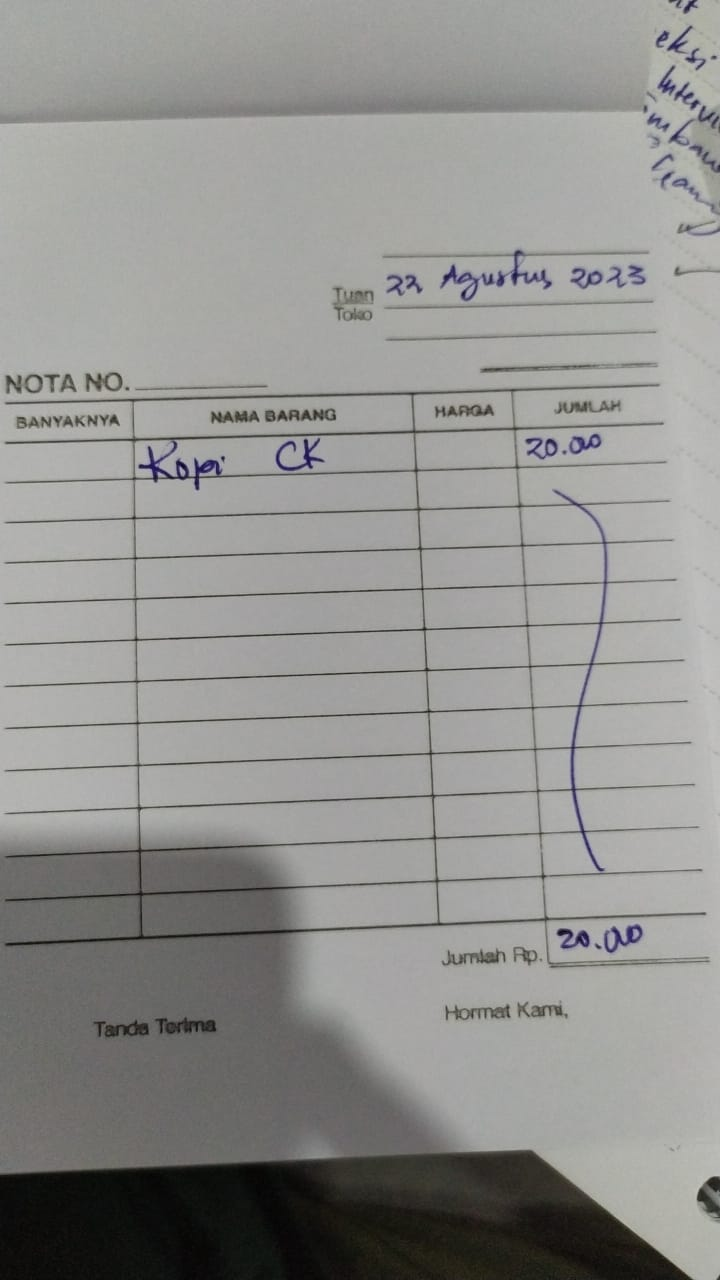 eksi
22 Agustus 2023
Tuan
Toko
NOTA NO.
BANYAKNYA NAMA BARANG HARGA JUMLAH
Kopi CK 20.000
Jumlah Rp. 20.000
Tanda Terima Hormat Kami,